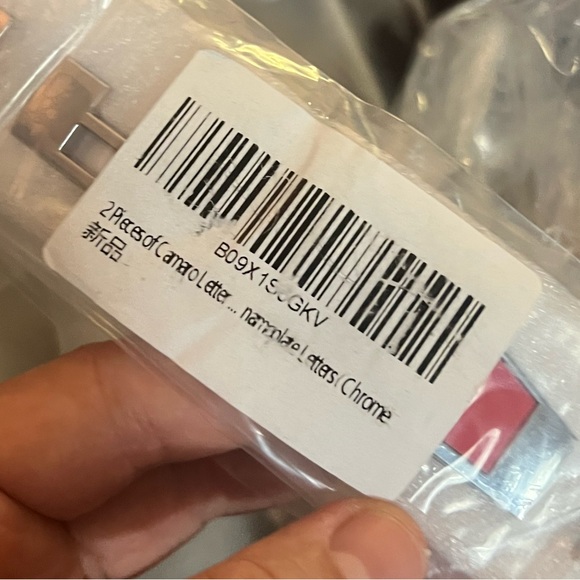 2 Pieces of Camaro Letter... nameplate Letters (Chrome
新品